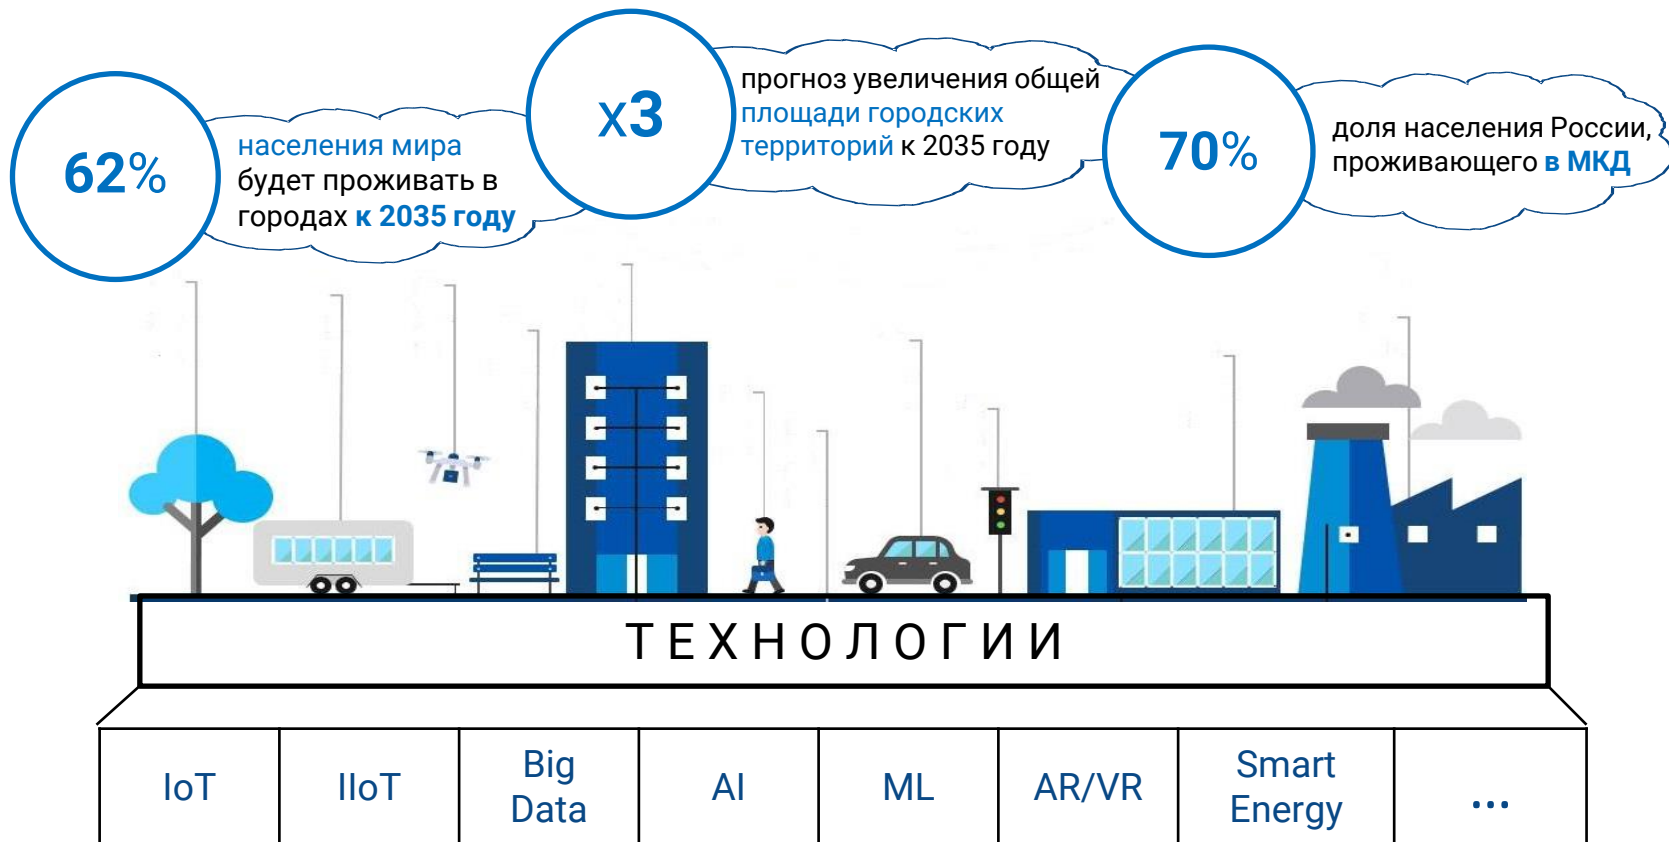 62%
населения мира
будет проживать в
городах к 2035 году
x3
прогноз увеличения общей
площади городских
территорий к 2035 году
70%
доля населения России,
проживающего в МКД
ТЕХНОЛОГИИ
IoT
IIoT
Big
Data
AI
ML
AR/VR
Smart
Energy
...